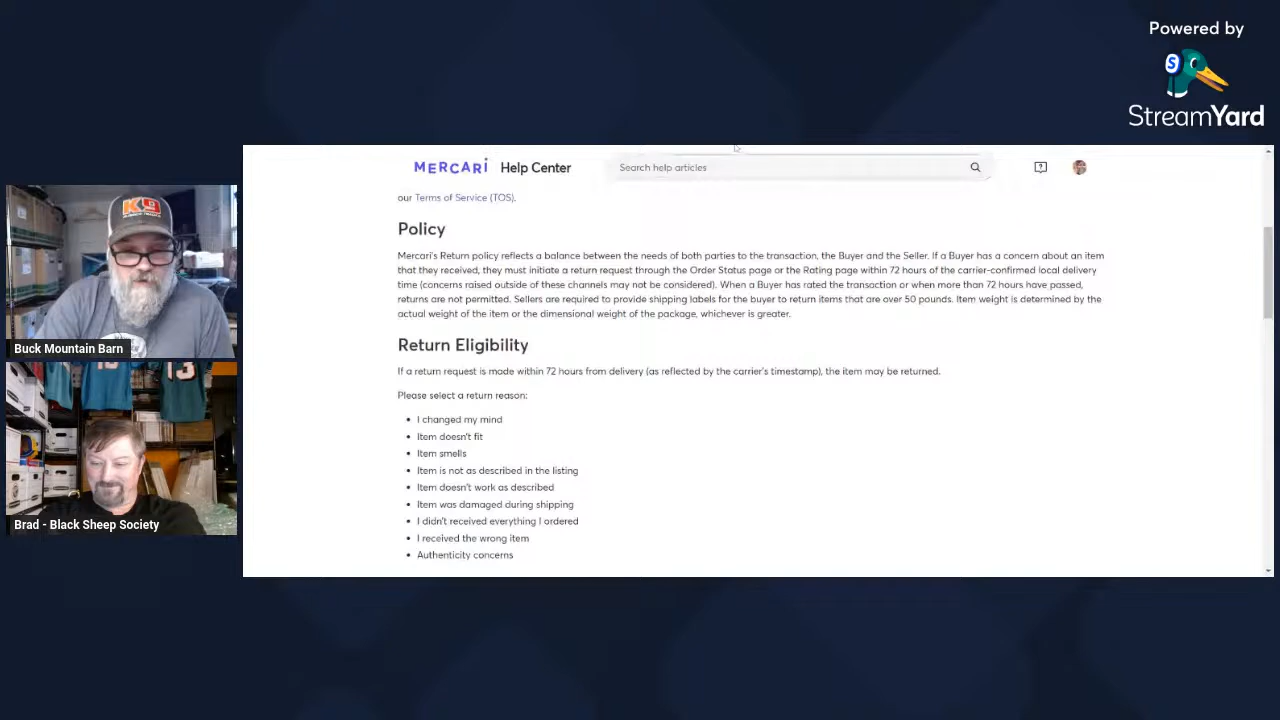 Powered by
S
StreamYard
MERCARI Help Center
Search help articles
our Terms of Service (TOS).
Policy
Mercari's Return policy reflects a balance between the needs of both parties to the transaction, the Buyer and the Seller. If a Buyer has a concern about an item
that they received, they must initiate a return request through the Order Status page or the Rating page within 72 hours of the carrier-confirmed local delivery
time (concerns raised outside of these channels may not be considered). When a Buyer has rated the transaction or when more than 72 hours have passed,
returns are not permitted. Sellers are required to provide shipping labels for the buyer to return items that are over 50 pounds. Item weight is determined by the
actual weight of the item or the dimensional weight of the package, whichever is greater.
Return Eligibility
If a return request is made within 72 hours from delivery (as reflected by the carrier's timestamp), the item may be returned.
Please select a return reason:
• I changed my mind
• Item doesn't fit
• Item smells
• Item is not as described in the listing
• Item doesn't work as described
• Item was damaged during shipping
• I didn't received everything I ordered
• I received the wrong item
• Authenticity concerns
K9
Buck Mountain Barn
13
Brad - Black Sheep Society